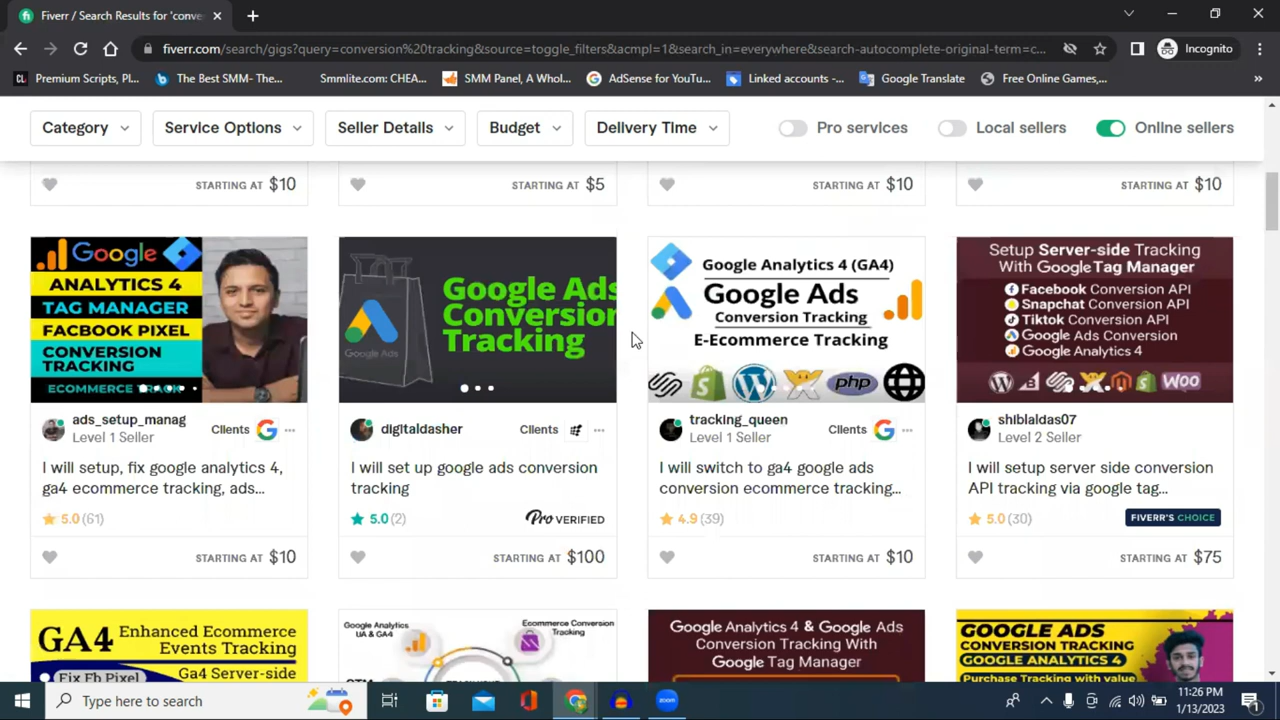 Fiverr / Search Results for 'conve
fiverr.com/search/gigs?query=conversion%20tracking&source=toggle_filters&acmpl=1&search_in=everywhere&search-autocomplete-original-term=c...
Incognito
Premium Scripts, Pl...
The Best SMM- The...
Smmlite.com: CHEA...
SMM Panel, A Whol...
AdSense for YouTu...
Linked accounts -...
Google Translate
Free Online Games,...
Category
Service Options
Seller Details
Budget
Delivery Time
Pro services
Local sellers
Online sellers
STARTING AT $10
STARTING AT $5
STARTING AT $10
STARTING AT $10
Google
ANALYTICS 4
TAG MANAGER
FACBOOK PIXEL
CONVERSION
TRACKING
ECOMMERCE TRACK
ads_setup_manag
Level 1 Seller
Clients
I will setup, fix google analytics 4,
ga4 ecommerce tracking, ads...
5.0 (61)
STARTING AT $10
Google Ads
Google Ads
Conversion
Tracking
digitaldasher
Clients
I will set up google ads conversion
tracking
5.0 (2)
Pro VERIFIED
STARTING AT $100
Google Analytics 4 (GA4)
Google Ads
Conversion Tracking
E-Ecommerce Tracking
php
tracking_queen
Level 1 Seller
Clients
I will switch to ga4 google ads
conversion ecommerce tracking...
4.9 (39)
STARTING AT $10
Setup Server-side Tracking
With Google Tag Manager
Facebook Conversion API
Snapchat Conversion API
Tiktok Conversion API
Google Ads Conversion
Google Analytics 4
Woo
shiblaldas07
Level 2 Seller
I will setup server side conversion
API tracking via google tag...
5.0 (30)
FIVERR'S CHOICE
STARTING AT $75
GA4 Enhanced Ecommerce
Events Tracking
Fix Fb Pixel
Ga4 Server-side
Google Analytics
UA & GA4
Ecommerce Conversion
Tracking
Google Analytics 4 & Google Ads
Conversion Tracking With
Google Tag Manager
GOOGLE ADS
CONVERSION TRACKING
GOOGLE ANALYTICS 4
Purchase Tracking with value
Type here to search
zoom
11:26 PM
1/13/2023
1